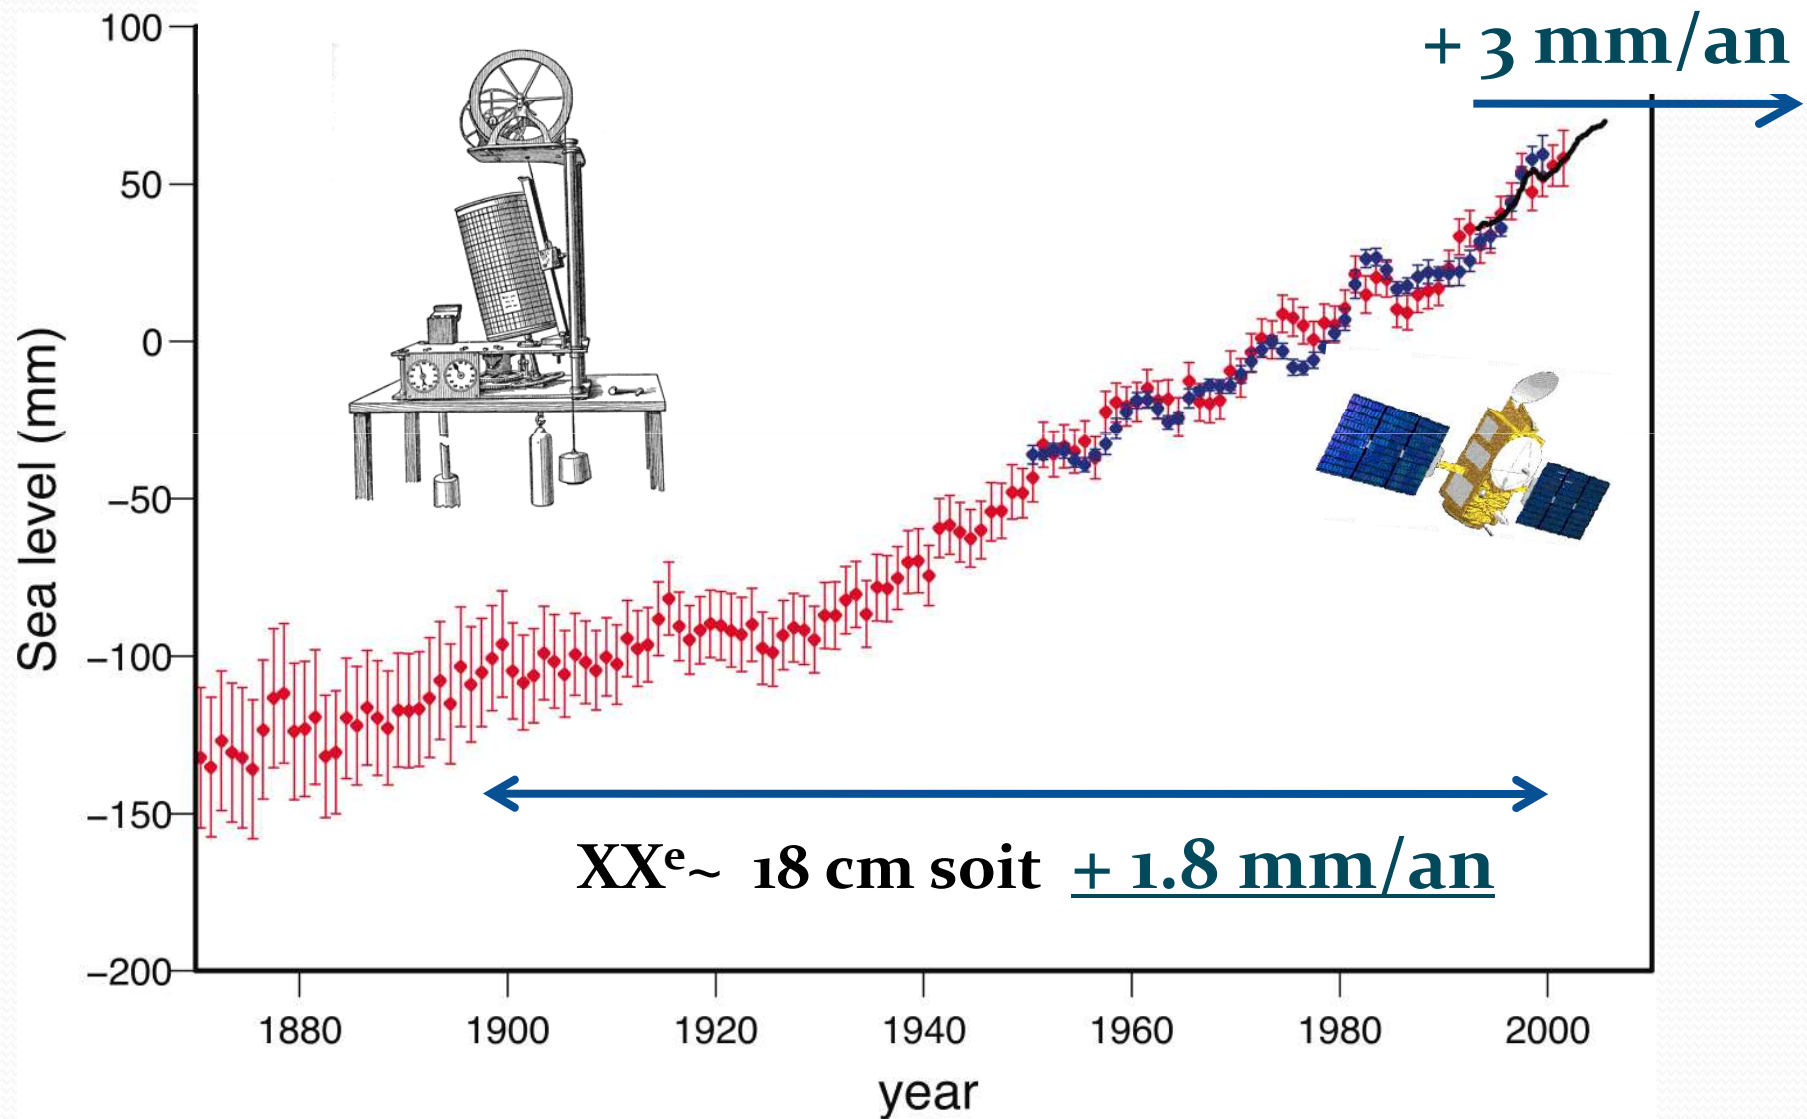 + 3 mm/an
100
50
0
−50
−100
−150
−200
Sea level (mm)
XXᵉ~ 18 cm soit + 1.8 mm/an
1880 1900 1920 1940 1960 1980 2000
year